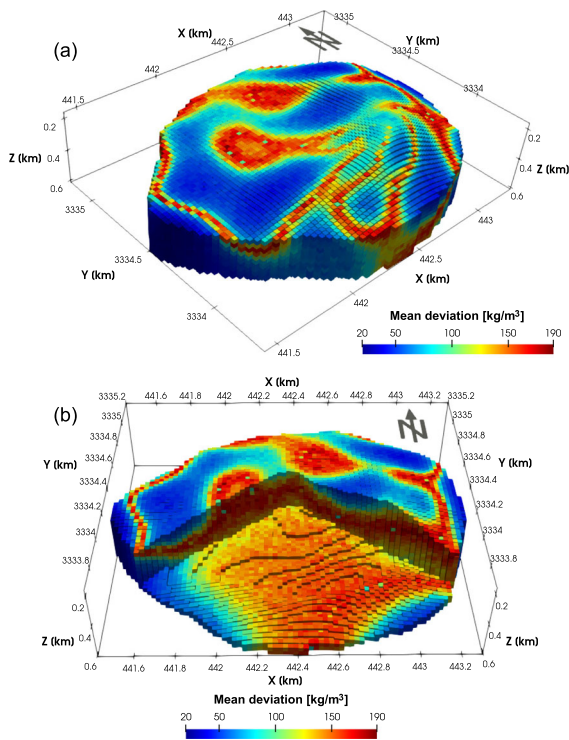 (a)
X (km)
443
3335
442.5
Y (km)
442
3334.5
441.5
3334
0.2
0.2
Z (km)
0.4
0.4
Z (km)
0.6
0.6
3335
443
3334.5
442.5
Y (km)
X (km)
3334
442
441.5
Mean deviation [kg/m³]
20 50 100 150 190
N
X (km)
(b)
3335.2 441.6 441.8 442 442.2 442.4 442.6 442.8 443 443.2 3335.2
3335 3335
N
3334.8 3334.8
Y (km) 3334.6 3334.6 Y (km)
3334.4 3334.4
3334.2 3334.2
3334 3334
3333.8 3333.8
0.2 0.2
Z (km) 0.4 0.4 Z (km)
0.6 0.6
441.6 441.8 442 442.2 442.4 442.6 442.8 443 443.2
X (km)
Mean deviation [kg/m³]
20 50 100 150 190